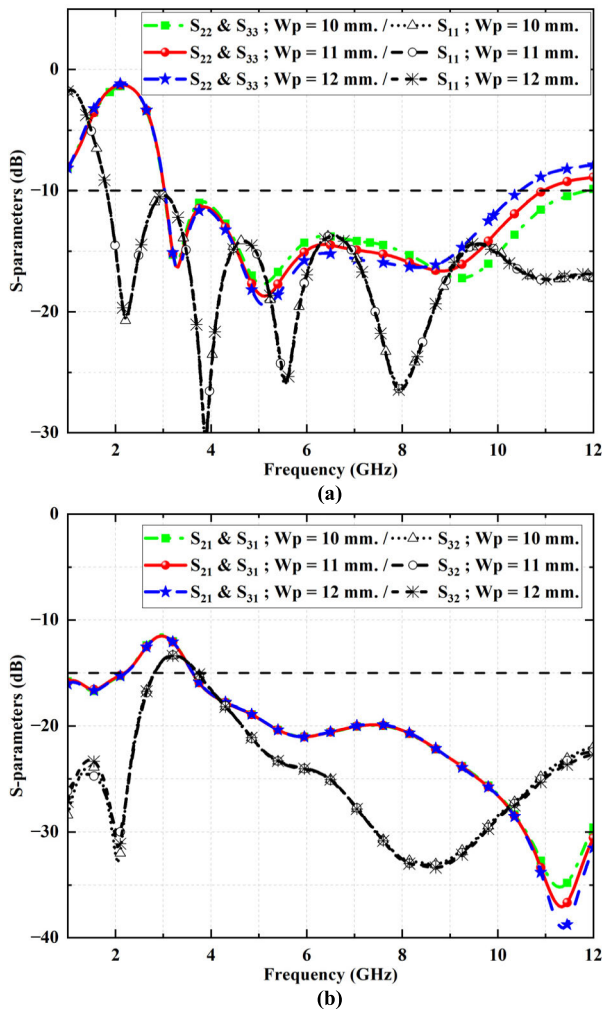 S22 & S33 ; Wp = 10 mm. / S11 ; Wp = 10 mm.
S22 & S33 ; Wp = 11 mm. / S11 ; Wp = 11 mm.
S22 & S33 ; Wp = 12 mm. / S11 ; Wp = 12 mm.
S-parameters (dB)
0
−10
−20
−30
2 4 6 8 10 12
Frequency (GHz)
(a)
S21 & S31 ; Wp = 10 mm. / S32 ; Wp = 10 mm.
S21 & S31 ; Wp = 11 mm. / S32 ; Wp = 11 mm.
S21 & S31 ; Wp = 12 mm. / S32 ; Wp = 12 mm.
S-parameters (dB)
0
−10
−20
−30
−40
2 4 6 8 10 12
Frequency (GHz)
(b)